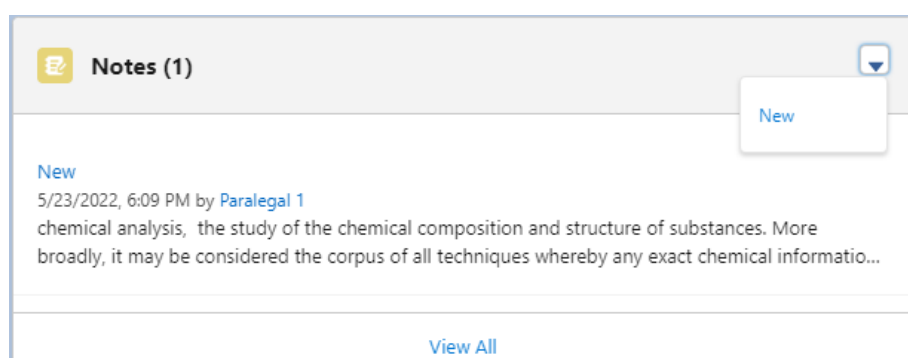 Notes (1)
New
New
5/23/2022, 6:09 PM by Paralegal 1
chemical analysis,  the study of the chemical composition and structure of substances. More
broadly, it may be considered the corpus of all techniques whereby any exact chemical informatio...
View All